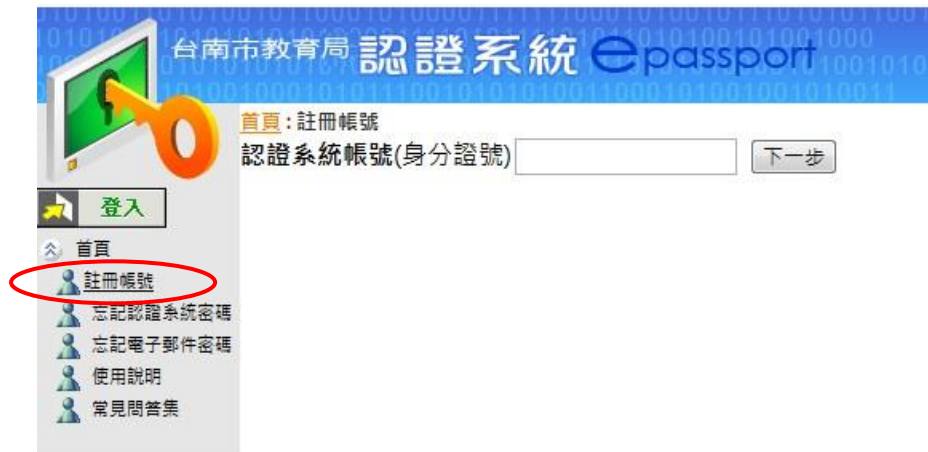 台南市教育局 認證系統 epassport
首頁:註冊帳號
認證系統帳號(身分證號) 下一步
登入
首頁
註冊帳號
忘記認證系統密碼
忘記電子郵件密碼
使用說明
常見問答集